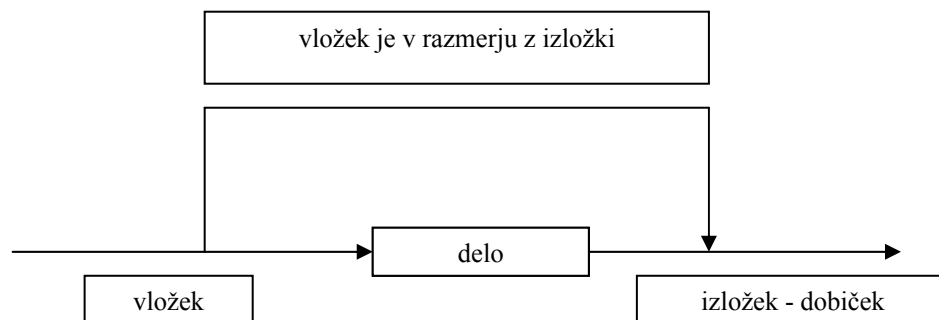 vložek je v razmerju z izložki
delo
vložek
izložek - dobiček